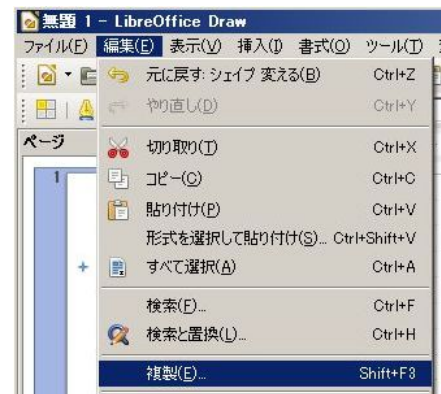 無題 1 - LibreOffice Draw
ファイル(F) 編集(E) 表示(V) 挿入(I) 書式(O) ツール(T)
元に戻す: シェイプ 変える(B) Ctrl+Z
やり直し(D) Ctrl+Y
ページ
切り取り(T) Ctrl+X
1
コピー(C) Ctrl+C
貼り付け(P) Ctrl+V
形式を選択して貼り付け(S)... Ctrl+Shift+V
すべて選択(A) Ctrl+A
検索(F)... Ctrl+F
検索と置換(L)... Ctrl+H
複製(E)... Shift+F3